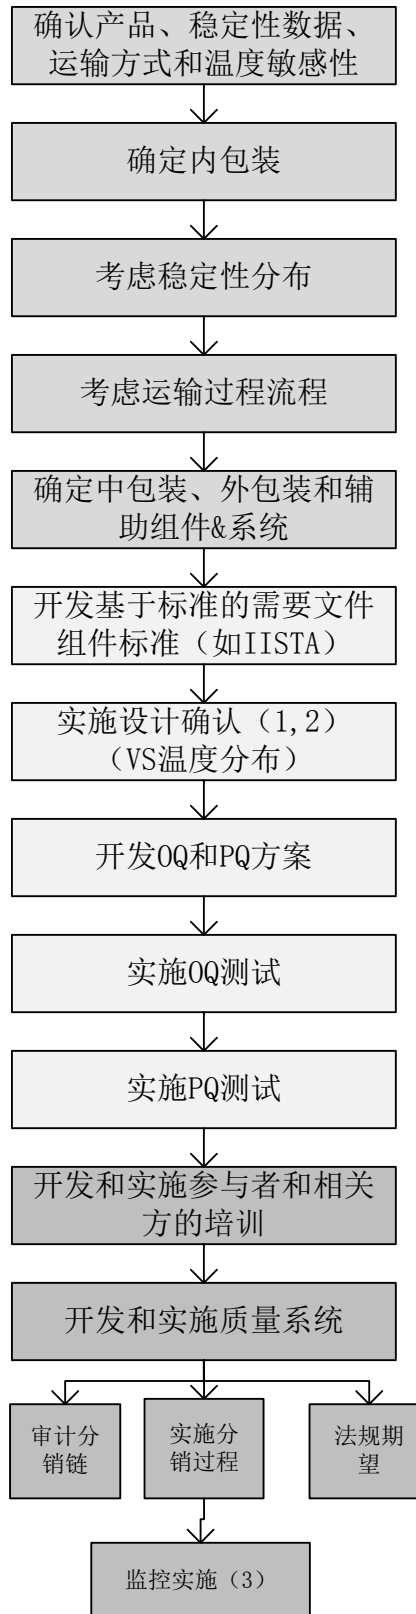 确认产品、稳定性数据、
运输方式和温度敏感性
确定内包装
考虑稳定性分布
考虑运输过程流程
确定中包装、外包装和辅
助组件&系统
开发基于标准的需要文件
组件标准（如IISTA）
实施设计确认（1,2）
（VS温度分布）
开发OQ和PQ方案
实施OQ测试
实施PQ测试
开发和实施参与者和相关
方的培训
开发和实施质量系统
审计分
销链
实施分
销过程
法规期
望
监控实施（3）